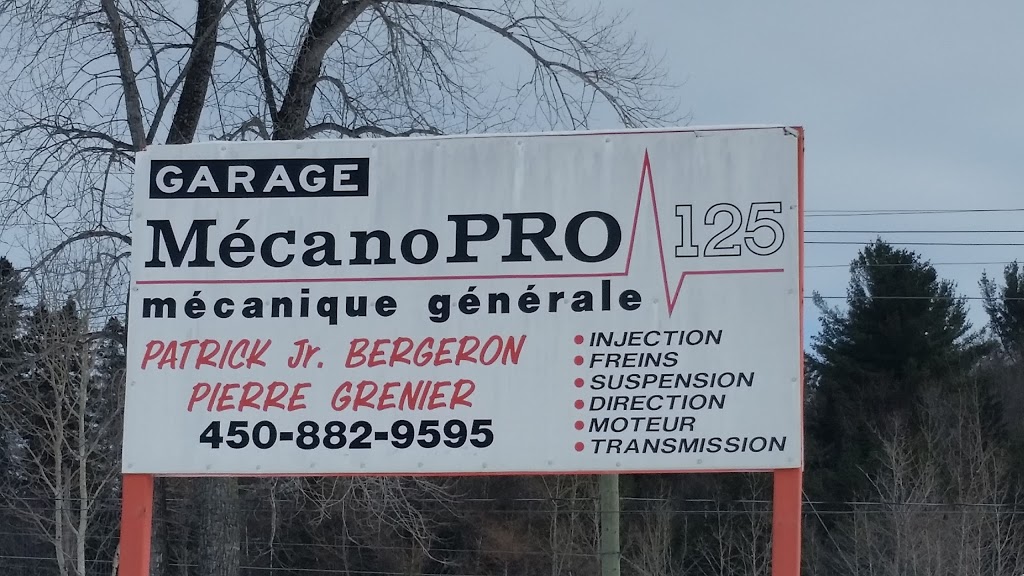 GARAGE
MécanoPRO 125
mécanique générale
PATRICK Jr. BERGERON
PIERRE GRENIER
450-882-9595
• INJECTION
• FREINS
• SUSPENSION
• DIRECTION
• MOTEUR
• TRANSMISSION